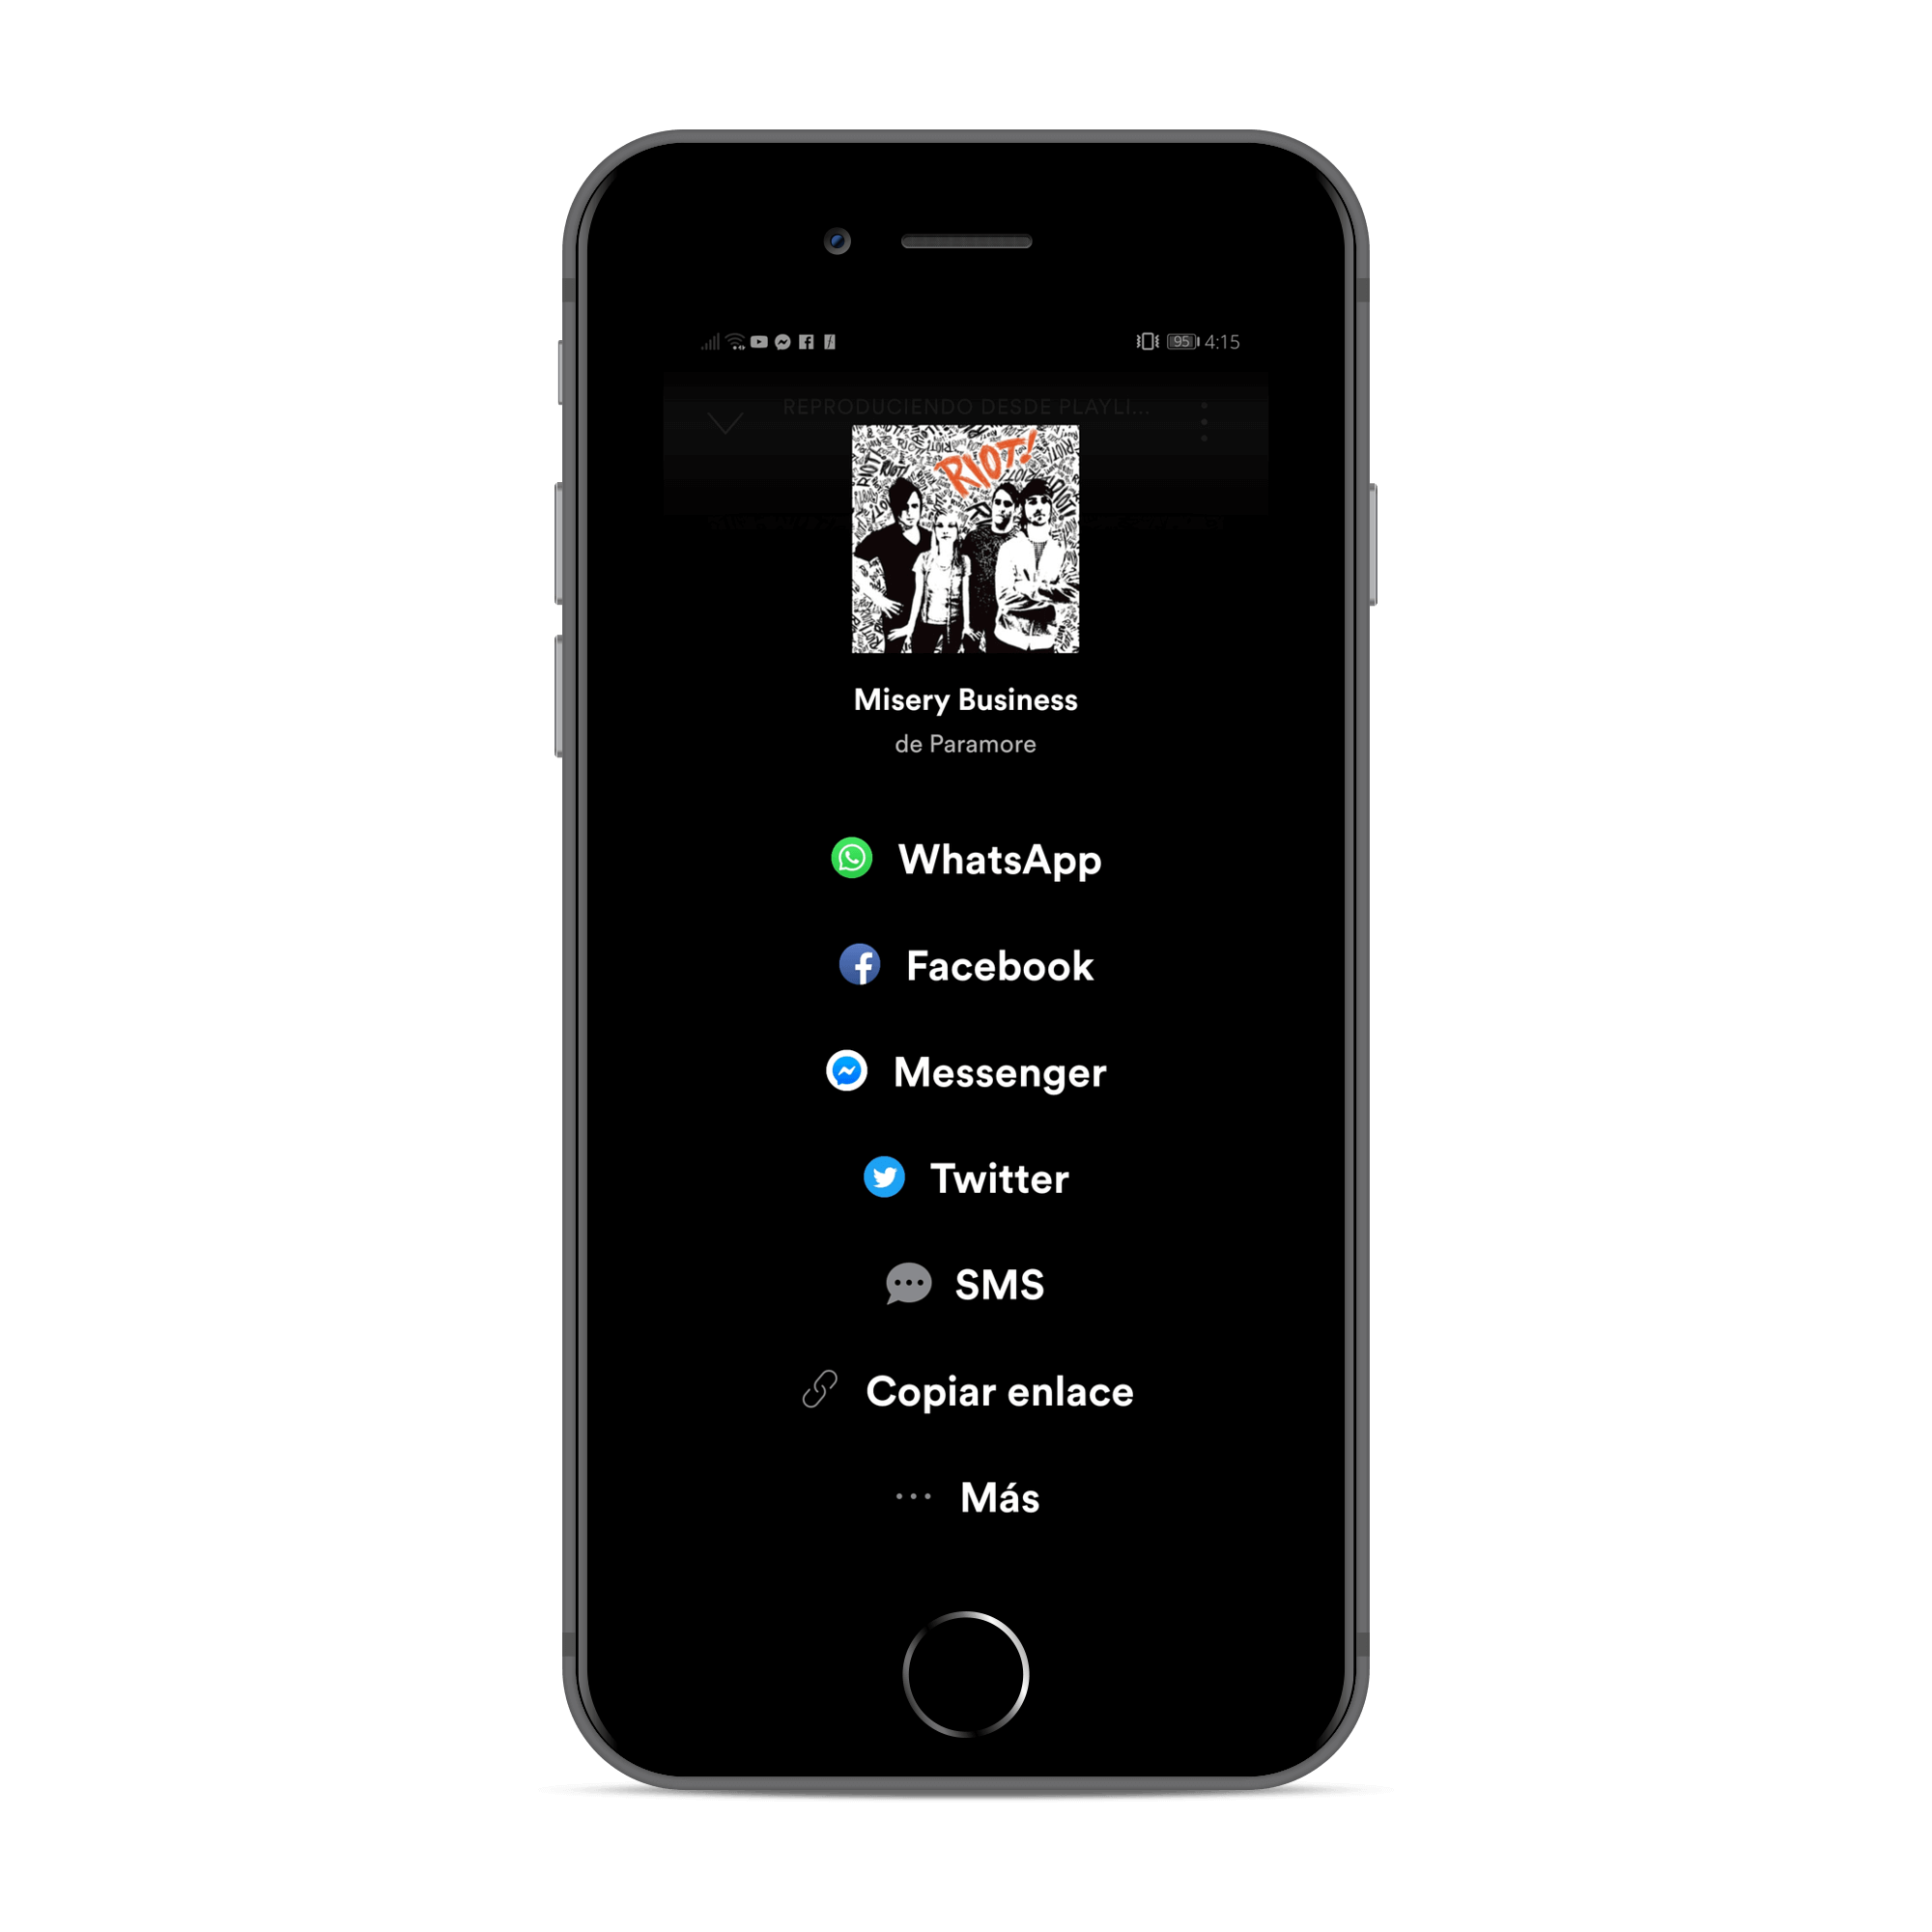 95 4:15
REPRODUCIENDO DESDE PLAYLI...
RIOT!
Misery Business
de Paramore
WhatsApp
Facebook
Messenger
Twitter
SMS
Copiar enlace
Más